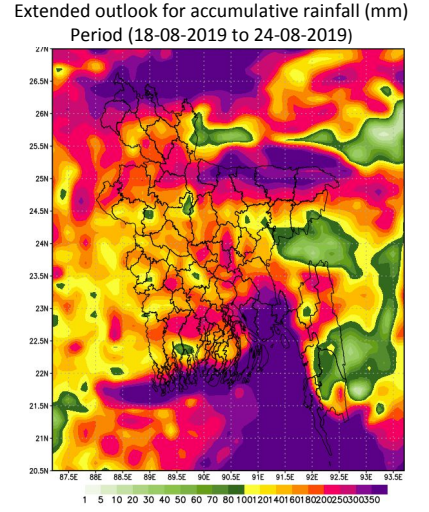 Extended outlook for accumulative rainfall (mm)
Period (18-08-2019 to 24-08-2019)
27N
26.5N
26N
25.5N
25N
24.5N
24N
23.5N
23N
22.5N
22N
21.5N
21N
20.5N
87.5E 88E 88.5E 89E 89.5E 90E 90.5E 91E 91.5E 92E 92.5E 93E 93.5E
1 5 10 20 30 40 50 60 70 80 100120140160180200250300350